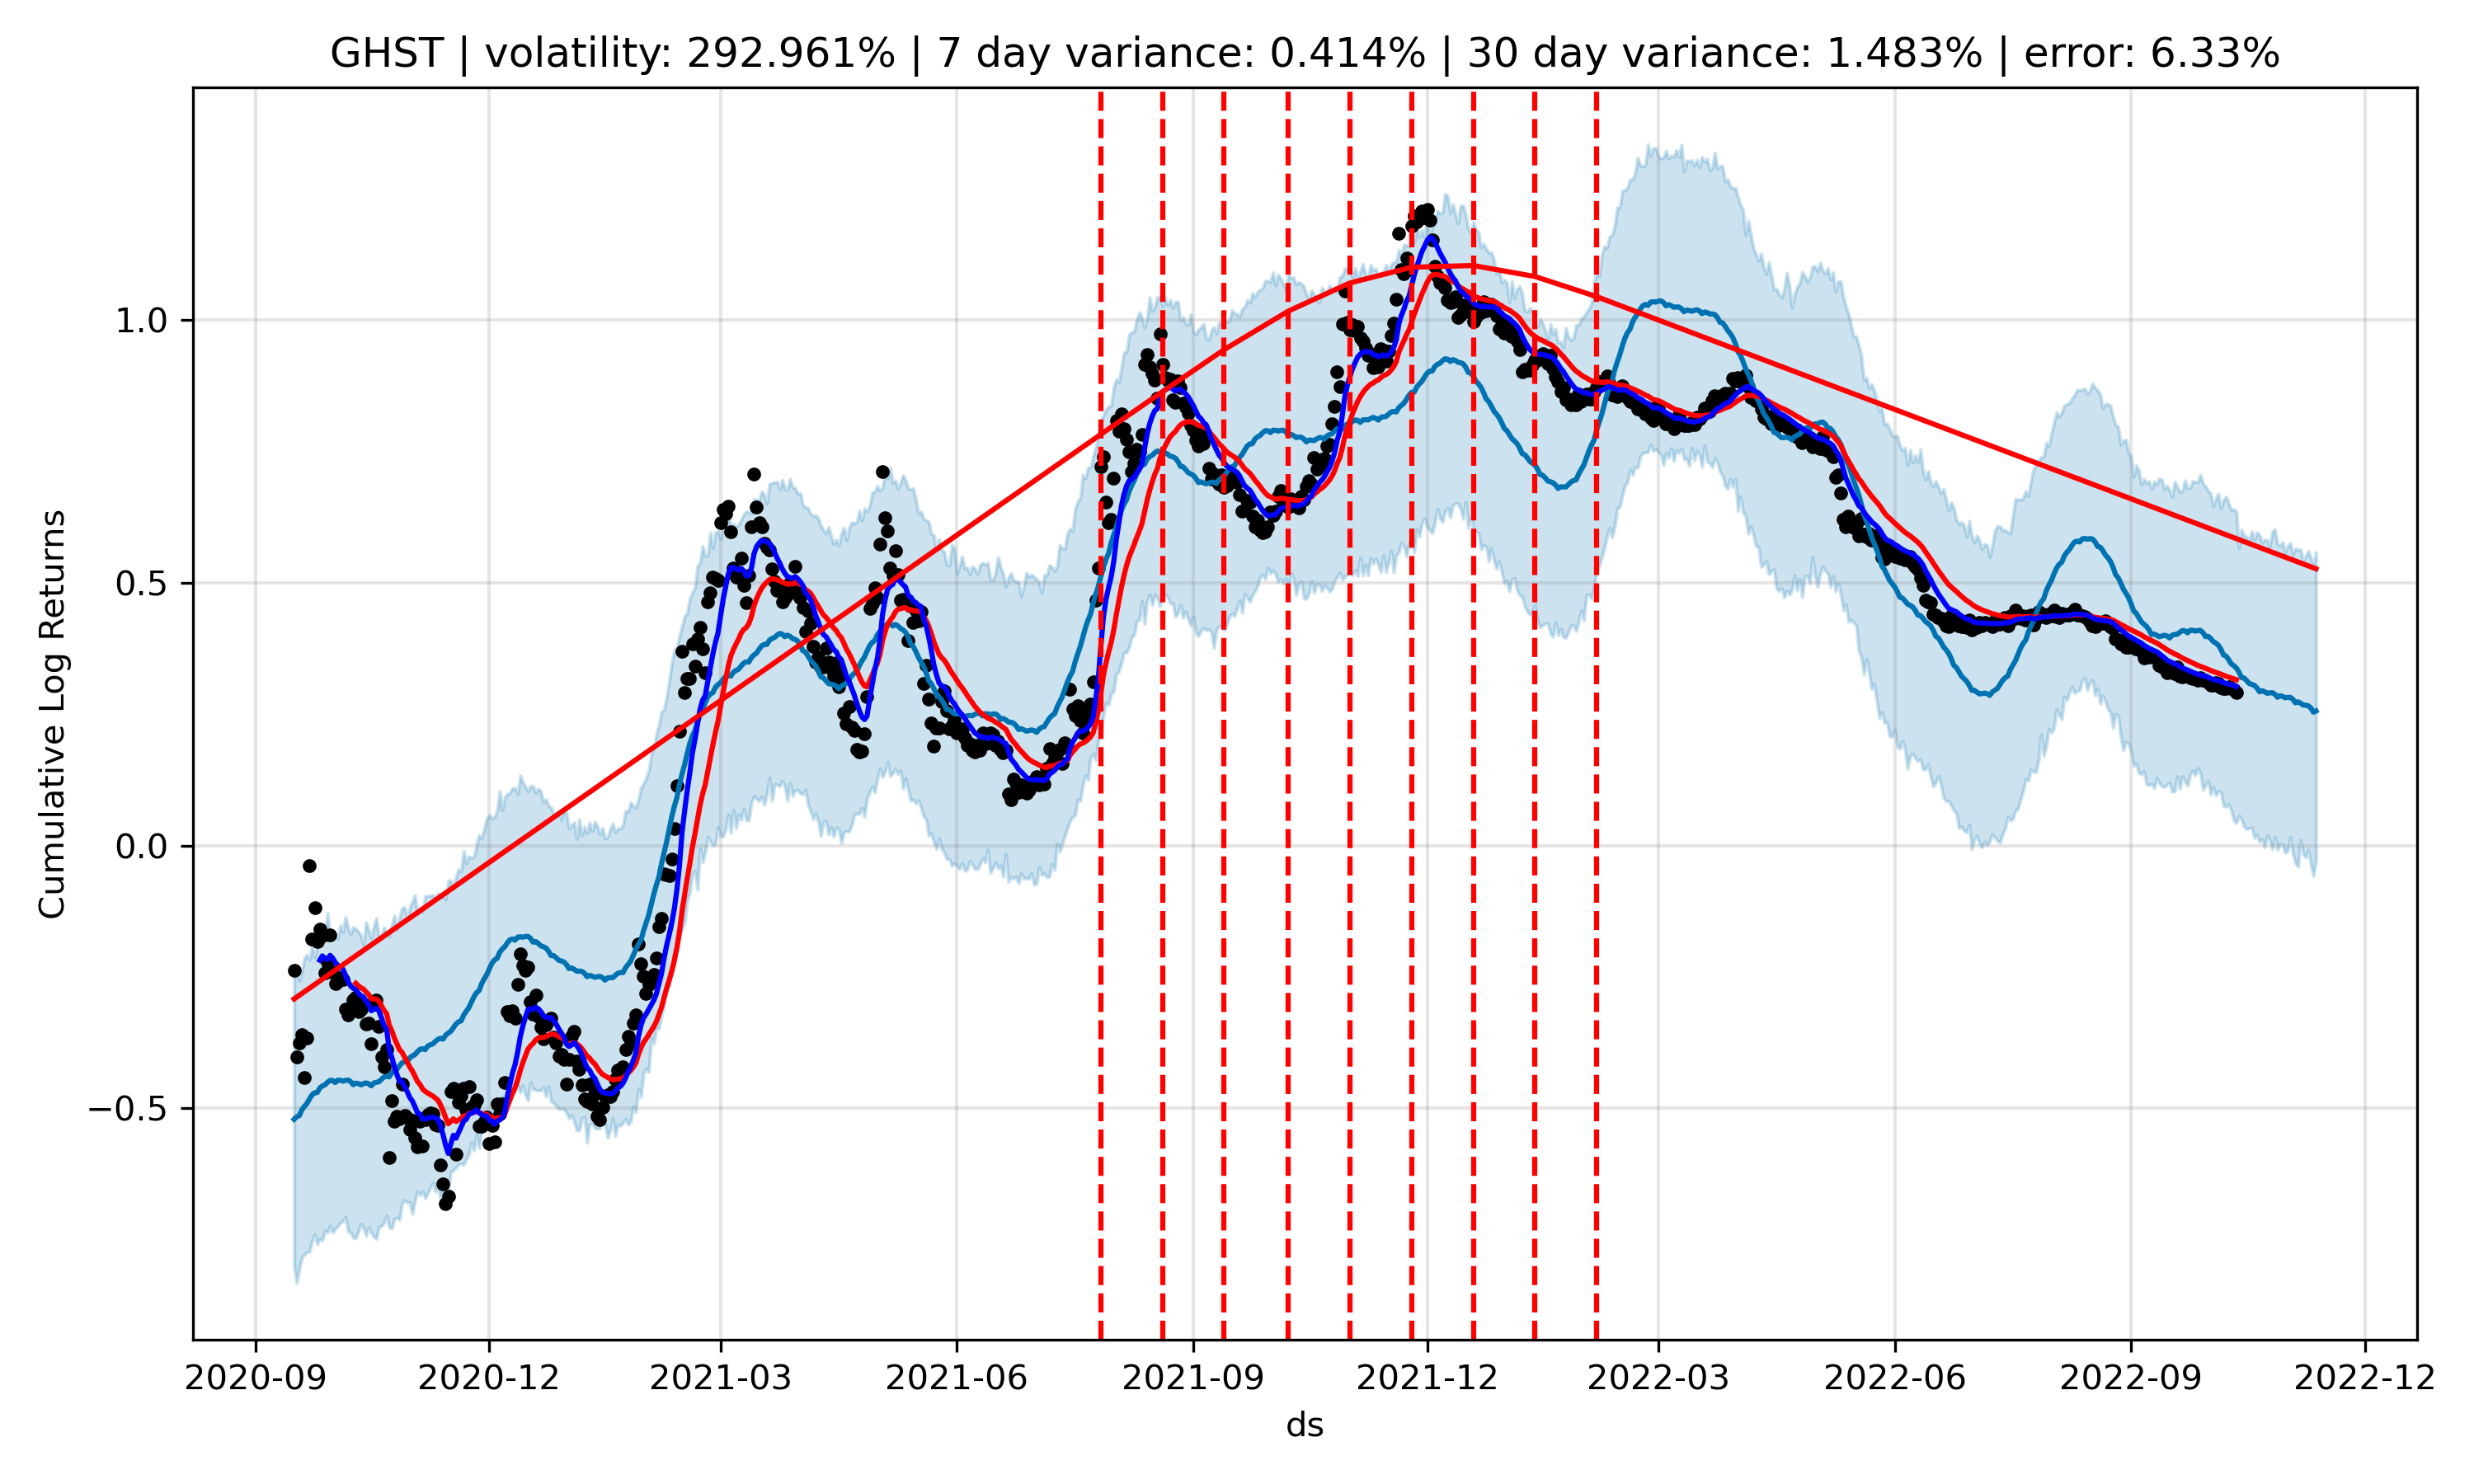 GHST | volatility: 292.961% | 7 day variance: 0.414% | 30 day variance: 1.483% | error: 6.33%
Cumulative Log Returns
1.0
0.5
0.0
−0.5
2020-09 2020-12 2021-03 2021-06 2021-09 2021-12 2022-03 2022-06 2022-09 2022-12
ds